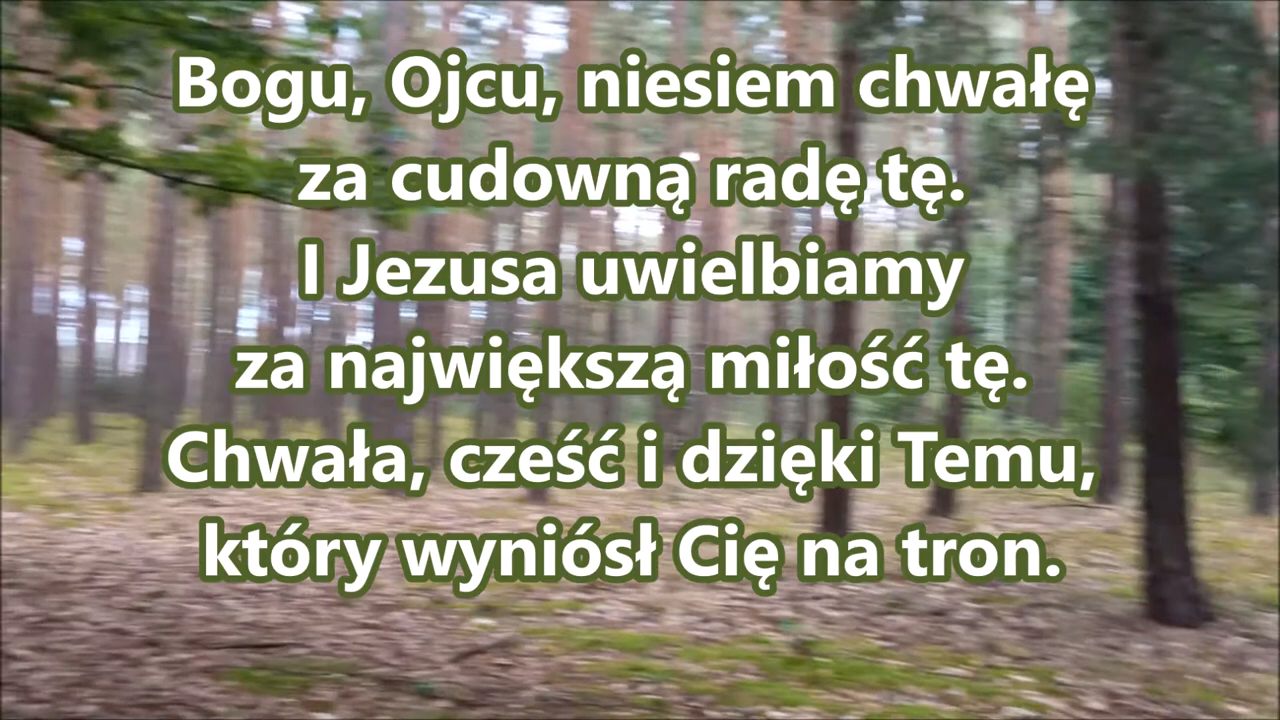 Bogu, Ojcu, niesiem chwałę
za cudowną radę tę.
I Jezusa uwielbiamy
za największą miłość tę.
Chwała, cześć i dzięki Temu,
który wyniósł Cię na tron.